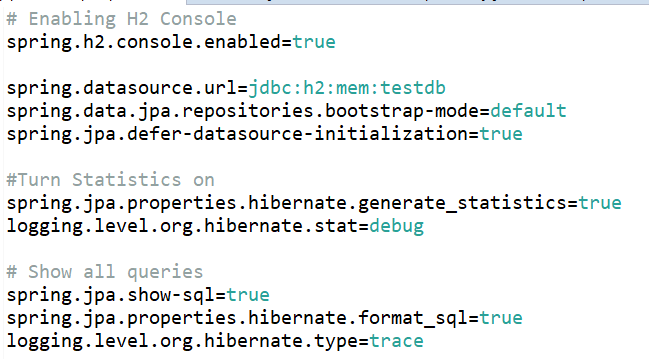 # Enabling H2 Console
spring.h2.console.enabled=true
spring.datasource.url=jdbc:h2:mem:testdb
spring.data.jpa.repositories.bootstrap-mode=default
spring.jpa.defer-datasource-initialization=true
#Turn Statistics on
spring.jpa.properties.hibernate.generate_statistics=true
logging.level.org.hibernate.stat=debug
# Show all queries
spring.jpa.show-sql=true
spring.jpa.properties.hibernate.format_sql=true
logging.level.org.hibernate.type=trace